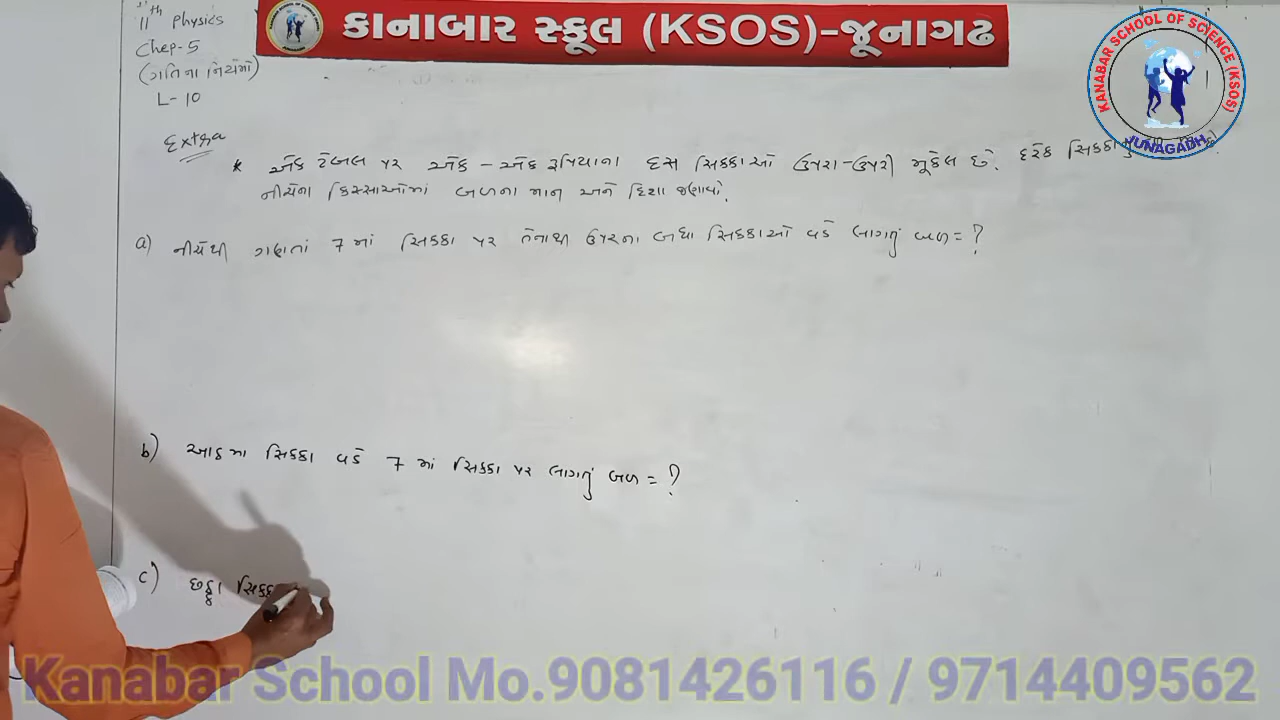 11th Physics
Chep-5
(ગતિના નિયમો)
L-10
કાનાબાર સ્કૂલ (KSOS)-જૂનાગઢ
KANABAR SCHOOL OF SCIENCE (KSOS)
JUNAGADH
Extra
* એક ટેબલ પર એક-એક રૂપિયાના દસ સિક્કાઓ ઉપરા-ઉપરી મૂકેલ છે. દરેક સિક્કાનું
નીચેના કિસ્સાઓમાં બળના માન અને દિશા જણાવો.
a) નીચેથી ગણતાં 7 માં સિક્કા પર તેનાથી ઉપરના બધા સિક્કાઓ વડે લાગતું બળ = ?
b) આઠમા સિક્કા વડે 7 માં સિક્કા પર લાગતું બળ = ?
c) છઠ્ઠા સિક્ક
Kanabar School Mo.9081426116 / 9714409562